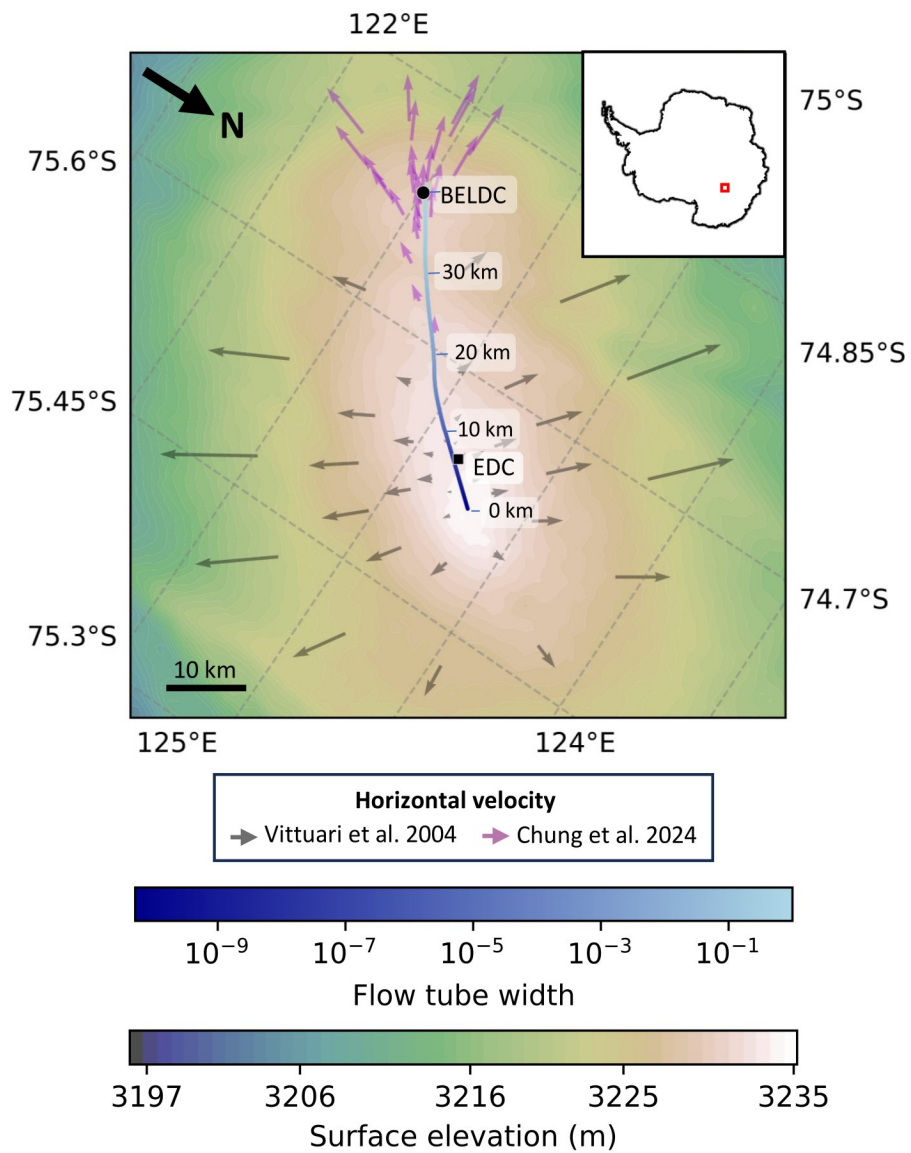 122°E
N
75°S
75.6°S
BELDC
30 km
20 km
74.85°S
75.45°S
10 km
EDC
0 km
74.7°S
75.3°S
10 km
125°E
124°E
Horizontal velocity
Vittuari et al. 2004
Chung et al. 2024
10⁻⁹
10⁻⁷
10⁻⁵
10⁻³
10⁻¹
Flow tube width
3197
3206
3216
3225
3235
Surface elevation (m)